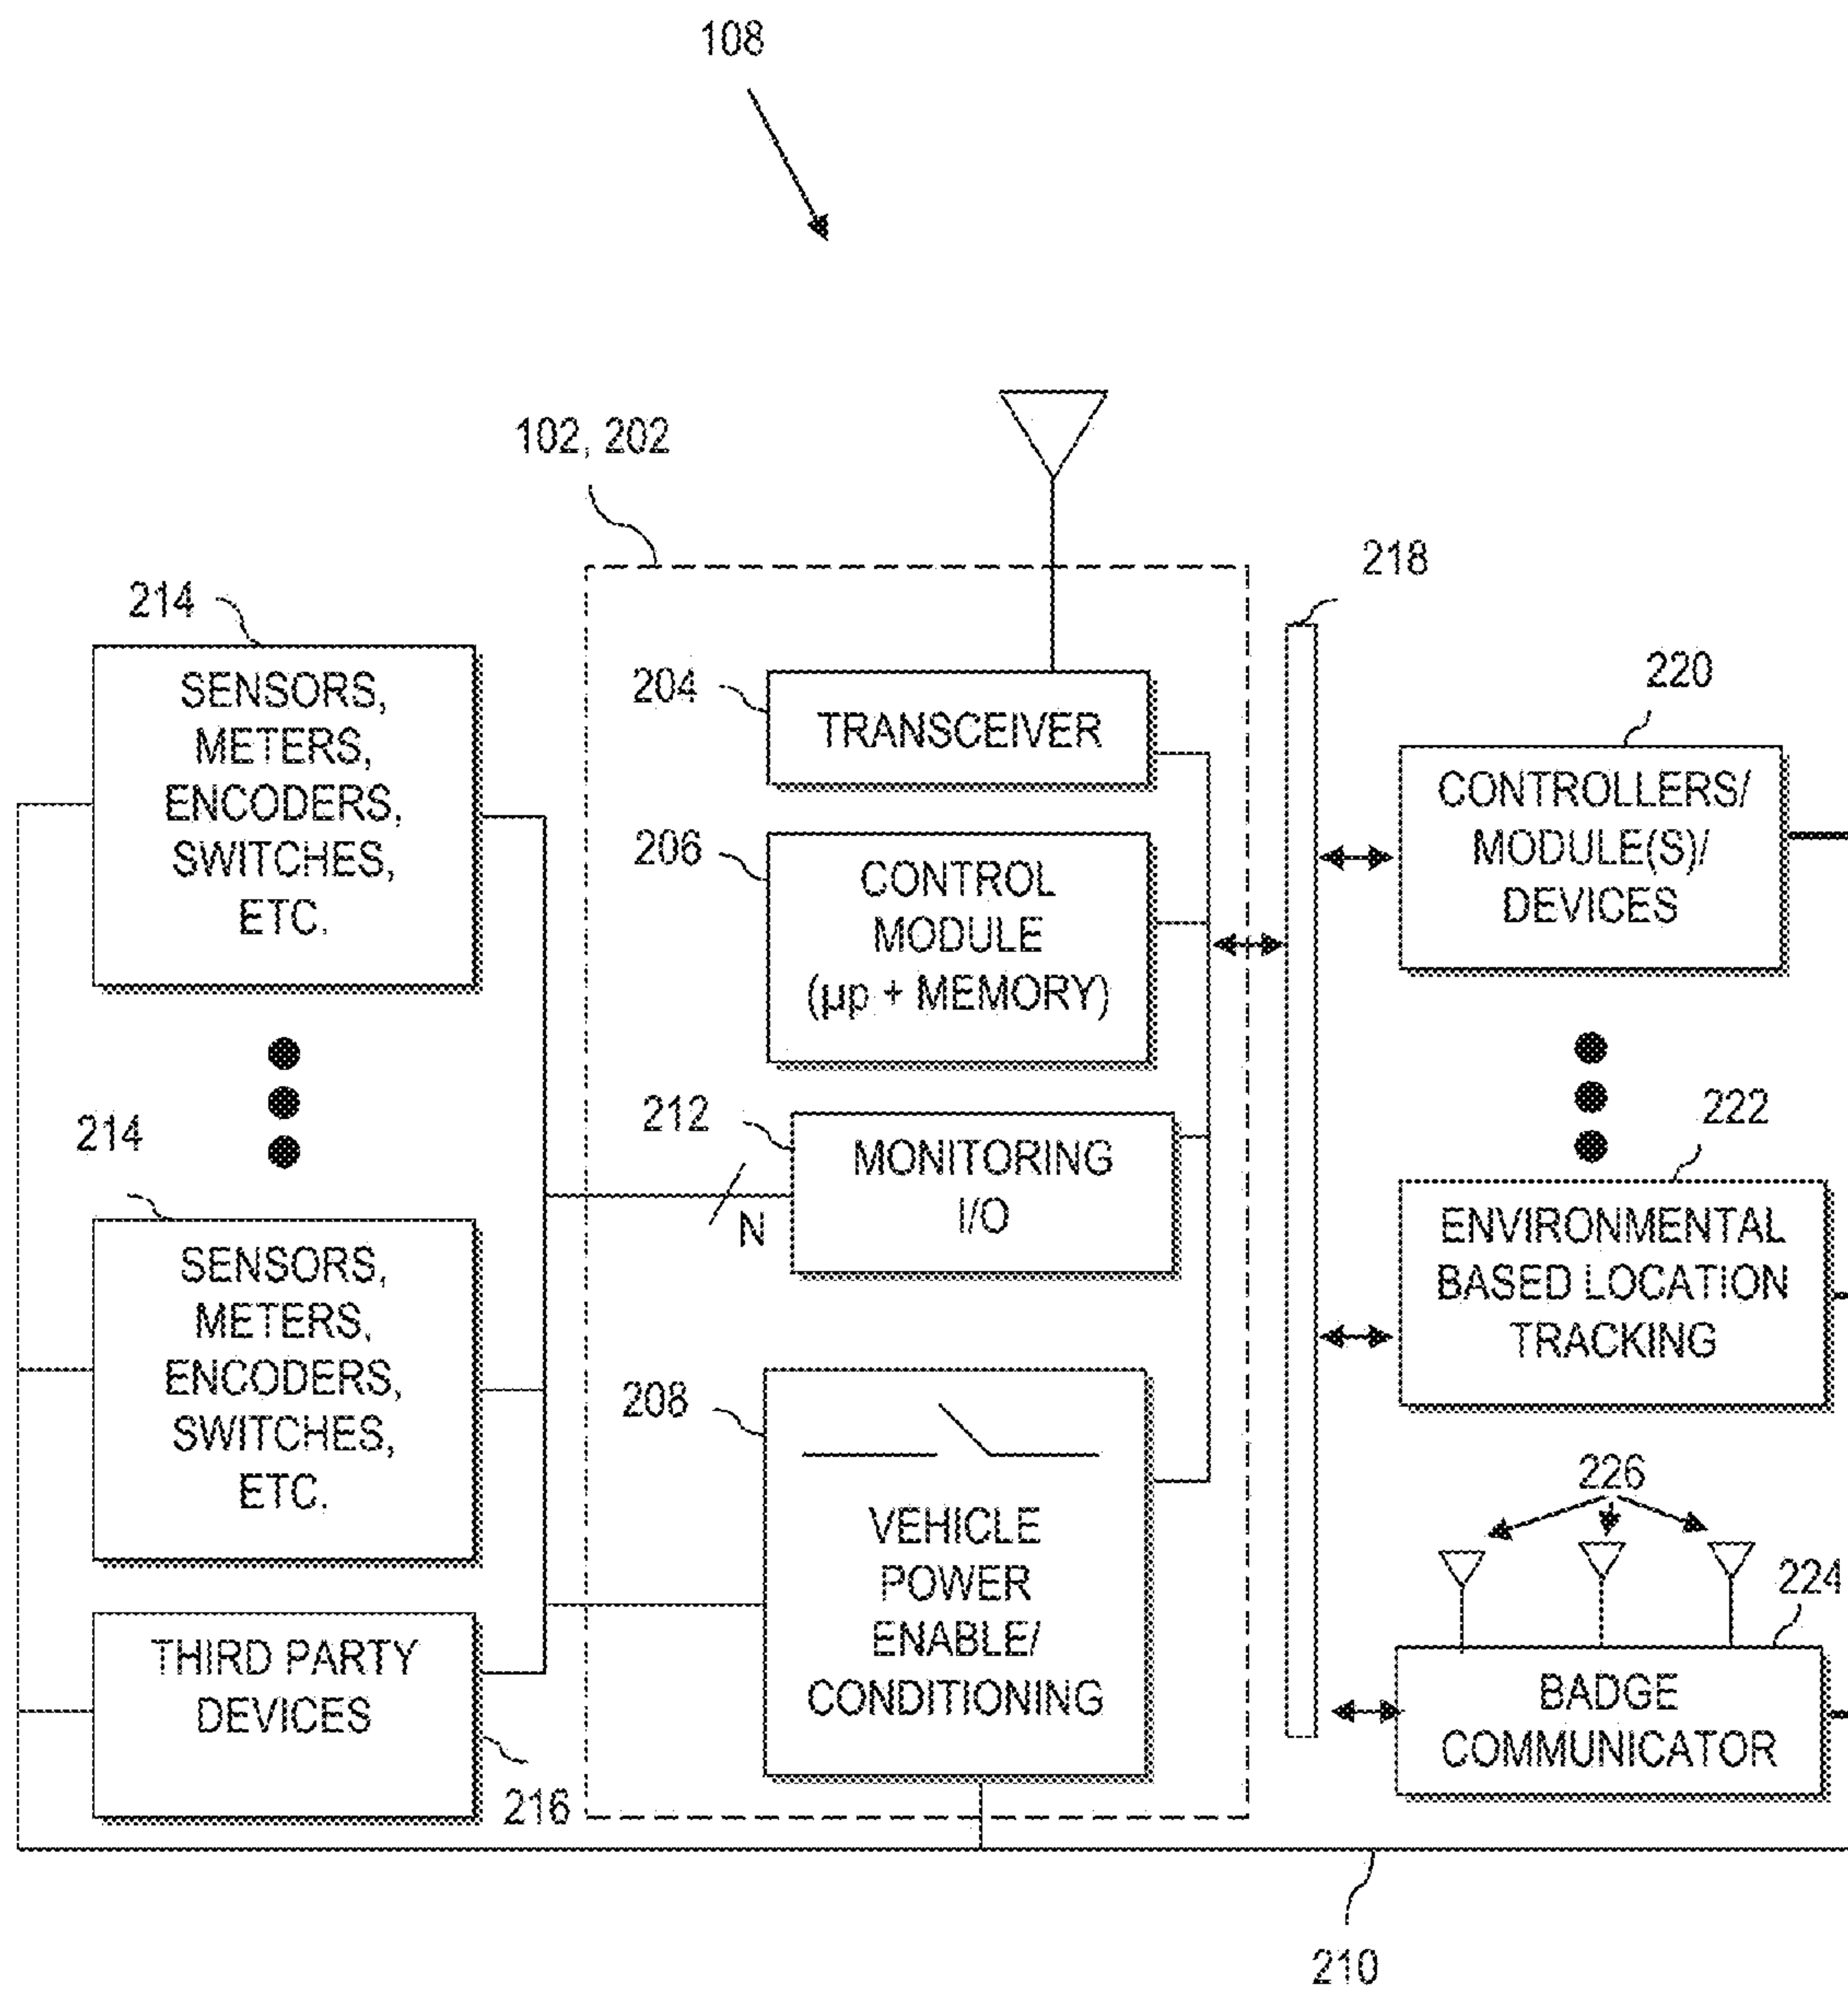 108
102, 202
214
SENSORS,
METERS,
ENCODERS,
SWITCHES,
ETC.
214
SENSORS,
METERS,
ENCODERS,
SWITCHES,
ETC.
THIRD PARTY
DEVICES
216
204
TRANSCEIVER
206
CONTROL
MODULE
(µp + MEMORY)
212
MONITORING
I/O
N
208
VEHICLE
POWER
ENABLE/
CONDITIONING
218
220
CONTROLLERS/
MODULE(S)/
DEVICES
222
ENVIRONMENTAL
BASED LOCATION
TRACKING
226
224
BADGE
COMMUNICATOR
210